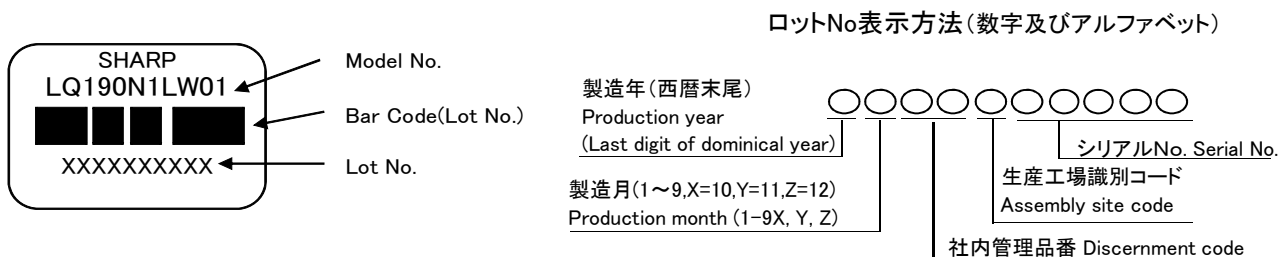 ロットNo表示方法(数字及びアルファベット)
SHARP
LQ190N1LW01
XXXXXXXXXX
Model No.
Bar Code(Lot No.)
Lot No.
製造年(西暦末尾)
Production year
(Last digit of dominical year)
製造月(1~9,X=10,Y=11,Z=12)
Production month (1-9X, Y, Z)
シリアルNo. Serial No.
生産工場識別コード
Assembly site code
社内管理品番 Discernment code